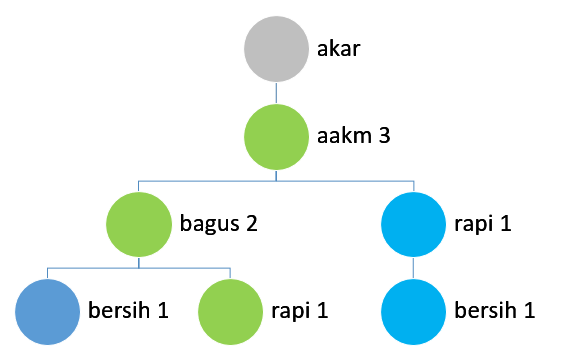 akar
aakm 3
bagus 2
rapi 1
bersih 1
rapi 1
bersih 1